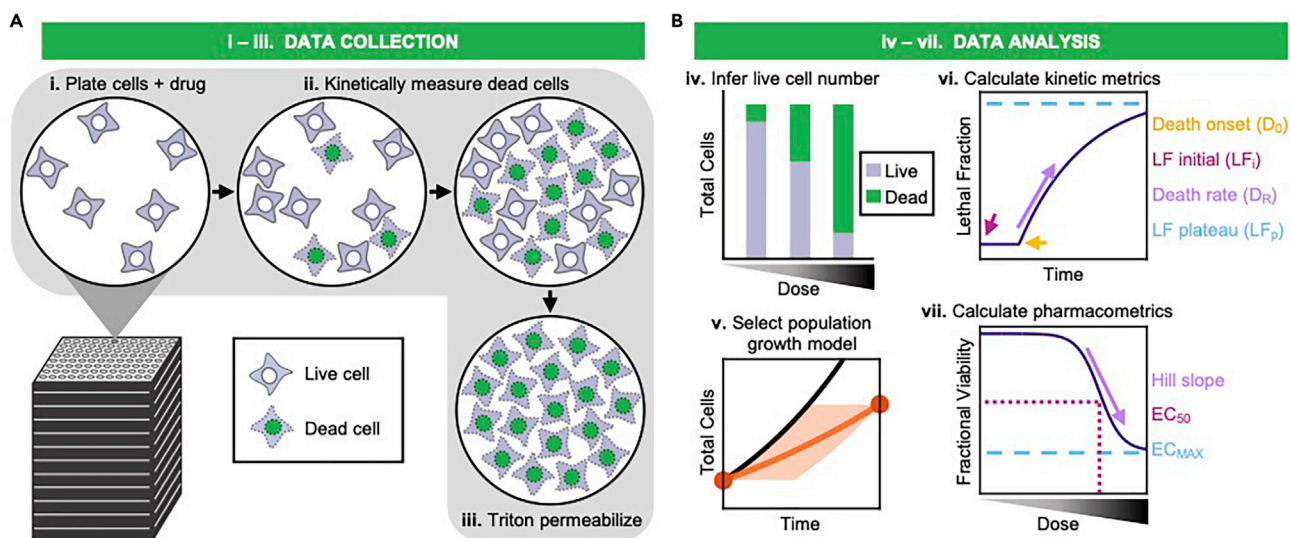 A
i – iii. DATA COLLECTION
i. Plate cells + drug
ii. Kinetically measure dead cells
Live cell
Dead cell
iii. Triton permeabilize
B
iv – vii. DATA ANALYSIS
iv. Infer live cell number
Total Cells
Live
Dead
Dose
v. Select population
growth model
Total Cells
Time
vi. Calculate kinetic metrics
Lethal Fraction
Death onset (D0)
LF initial (LFi)
Death rate (DR)
LF plateau (LFp)
Time
vii. Calculate pharmacometrics
Fractional Viability
Hill slope
EC50
ECMAX
Dose